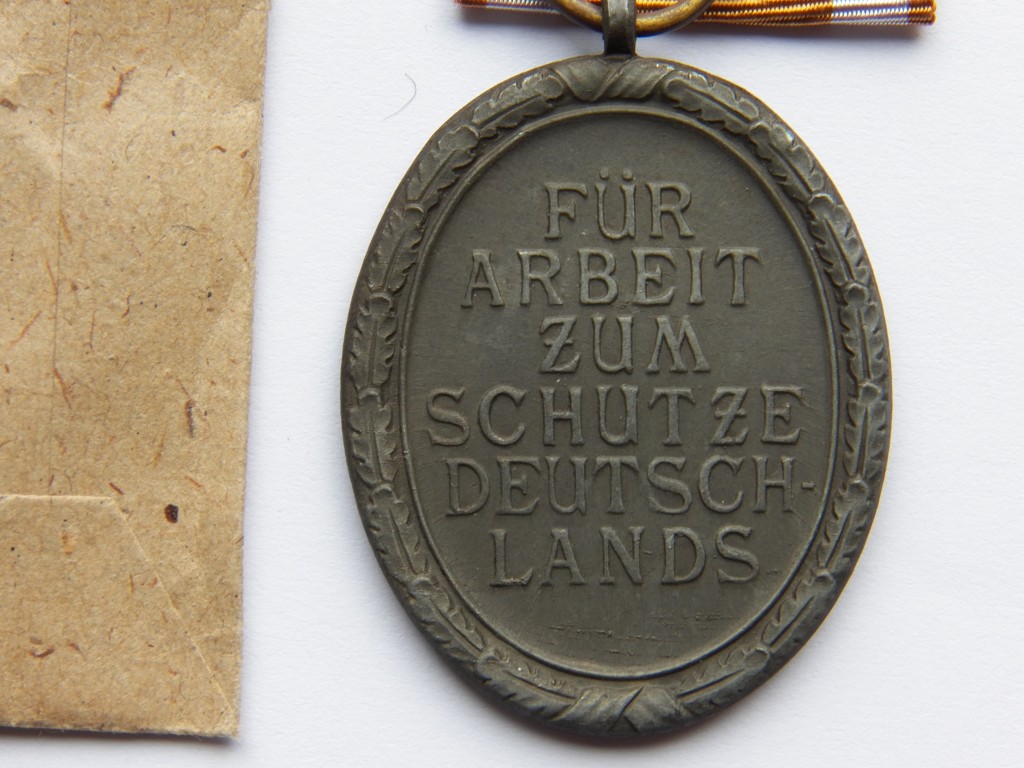 FÜR
ARBEIT
ZUM
SCHUTZE
DEUTSCH-
LANDS